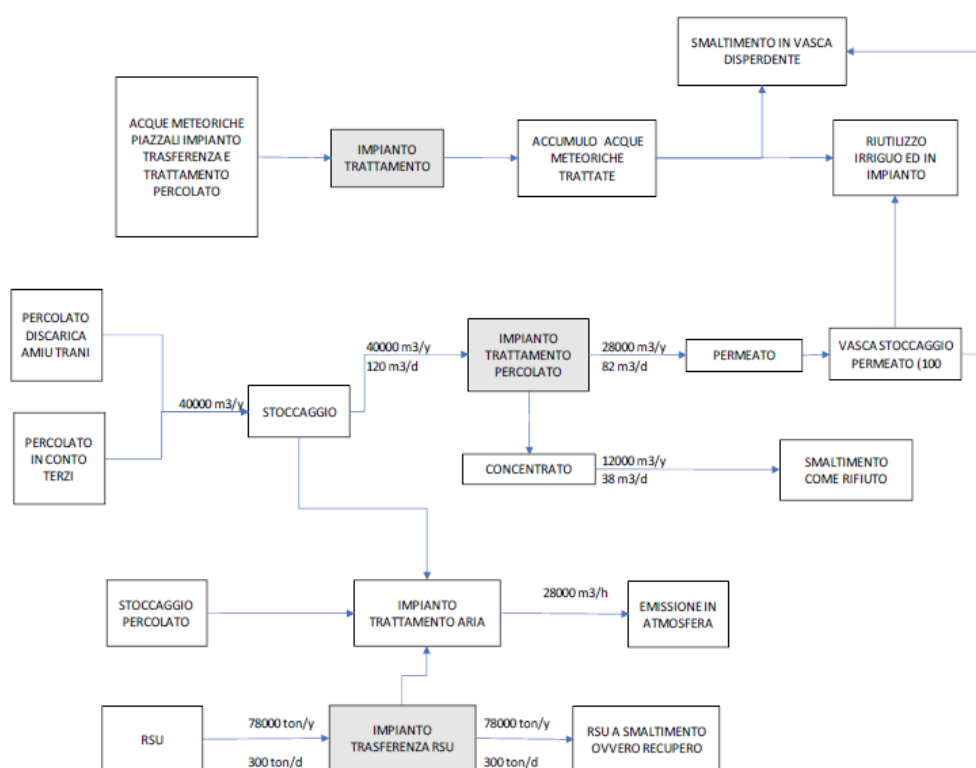 SMALTIMENTO IN VASCA
DISPERDENTE
ACQUE METEORICHE
PIAZZALI IMPIANTO
TRASFERENZA E
TRATTAMENTO
PERCOLATO
IMPIANTO
TRATTAMENTO
ACCUMULO ACQUE
METEORICHE
TRATTATE
RIUTILIZZO
IRRIGUO ED IN
IMPIANTO
PERCOLATO
DISCARICA
AMIU TRANI
PERCOLATO
IN CONTO
TERZI
40000 m3/y
STOCCAGGIO
40000 m3/y
120 m3/d
IMPIANTO
TRATTAMENTO
PERCOLATO
28000 m3/y
82 m3/d
PERMEATO
VASCA STOCCAGGIO
PERMEATO (100
CONCENTRATO
12000 m3/y
38 m3/d
SMALTIMENTO
COME RIFIUTO
STOCCAGGIO
PERCOLATO
IMPIANTO
TRATTAMENTO ARIA
28000 m3/h
EMISSIONE IN
ATMOSFERA
RSU
78000 ton/y
300 ton/d
IMPIANTO
TRASFERENZA RSU
78000 ton/y
300 ton/d
RSU A SMALTIMENTO
OVVERO RECUPERO